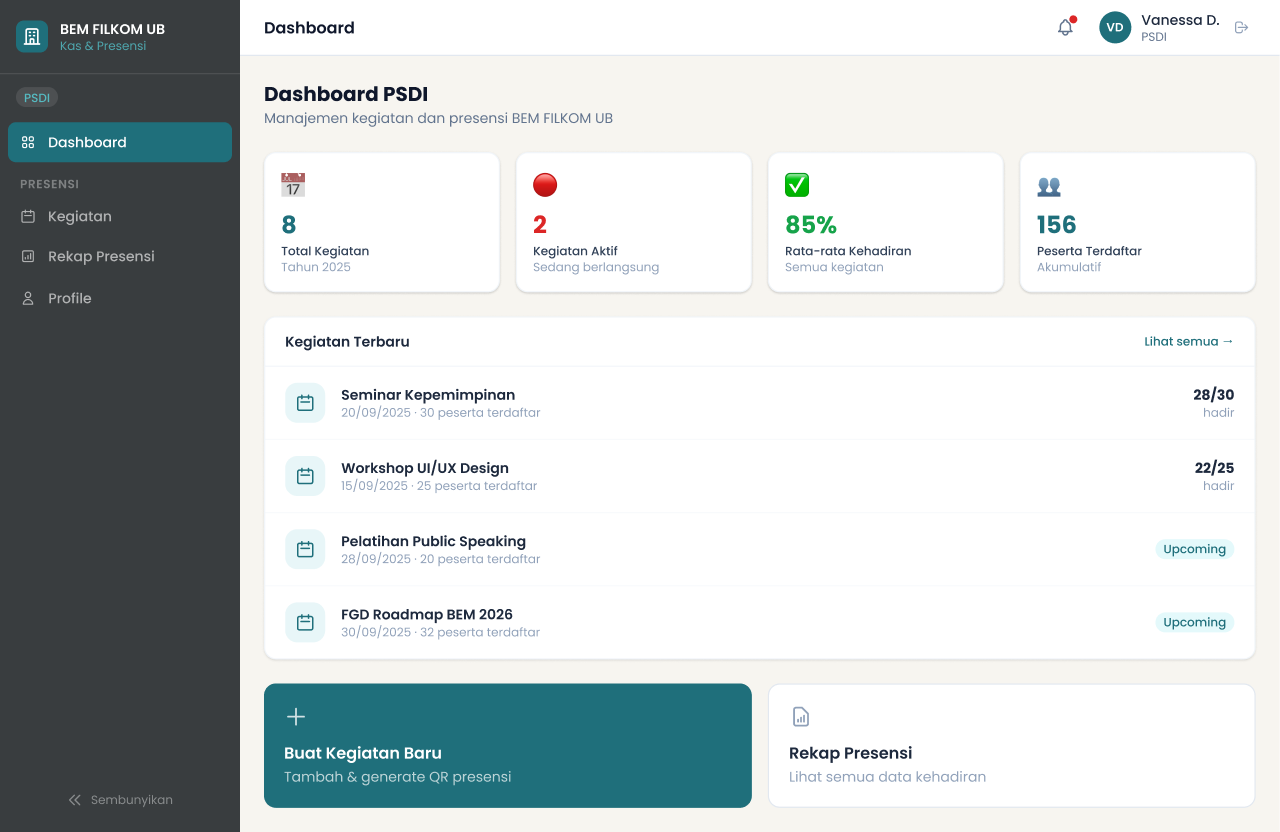 BEM FILKOM UB
Kas & Presensi
PSDI
Dashboard
PRESENSI
Kegiatan
Rekap Presensi
Profile
Sembunyikan
Dashboard
VD
Vanessa D.
PSDI
Dashboard PSDI
Manajemen kegiatan dan presensi BEM FILKOM UB
17
8
Total Kegiatan
Tahun 2025
2
Kegiatan Aktif
Sedang berlangsung
85%
Rata-rata Kehadiran
Semua kegiatan
156
Peserta Terdaftar
Akumulatif
Kegiatan Terbaru
Lihat semua →
Seminar Kepemimpinan
20/09/2025 · 30 peserta terdaftar
28/30
hadir
Workshop UI/UX Design
15/09/2025 · 25 peserta terdaftar
22/25
hadir
Pelatihan Public Speaking
28/09/2025 · 20 peserta terdaftar
Upcoming
FGD Roadmap BEM 2026
30/09/2025 · 32 peserta terdaftar
Upcoming
Buat Kegiatan Baru
Tambah & generate QR presensi
Rekap Presensi
Lihat semua data kehadiran